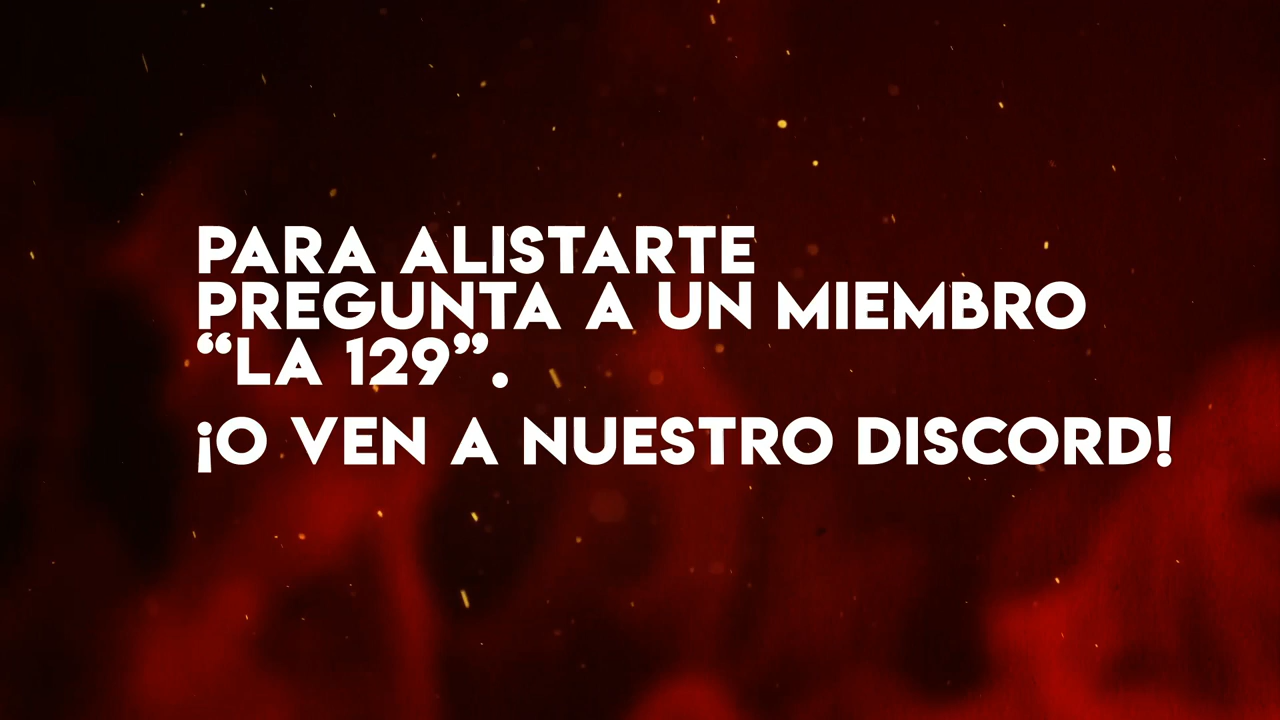 PARA ALISTARTE
PREGUNTA A UN MIEMBRO
“LA 129”.
¡O VEN A NUESTRO DISCORD!